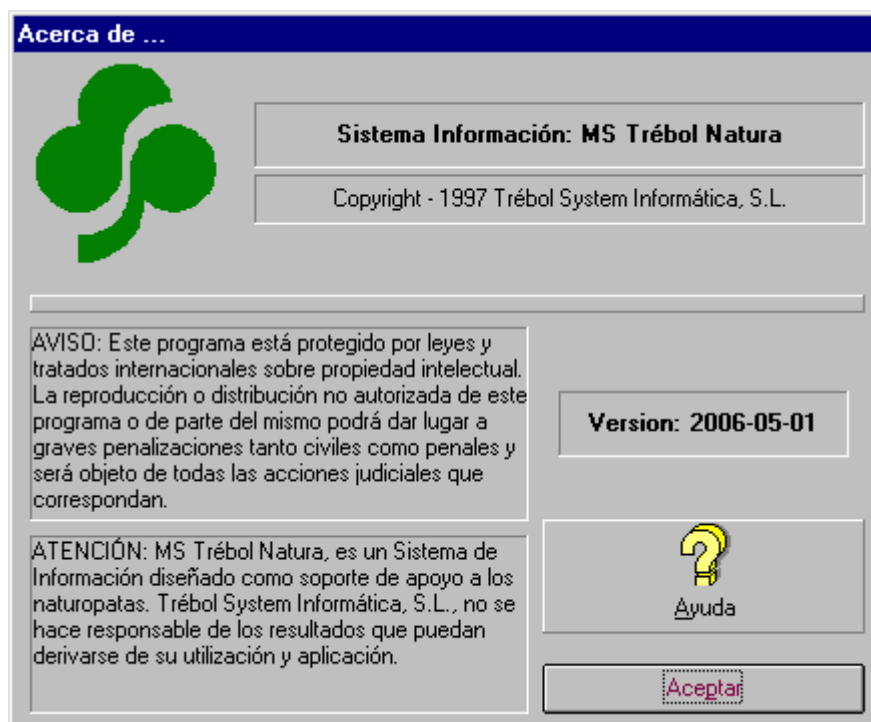 Acerca de ...
Sistema Información: MS Trébol Natura
Copyright - 1997 Trébol System Informática, S.L.
AVISO: Este programa está protegido por leyes y
tratados internacionales sobre propiedad intelectual.
La reproducción o distribución no autorizada de este
programa o de parte del mismo podrá dar lugar a
graves penalizaciones tanto civiles como penales y
será objeto de todas las acciones judiciales que
correspondan.
Version: 2006-05-01
ATENCIÓN: MS Trébol Natura, es un Sistema de
Información diseñado como soporte de apoyo a los
naturopatas. Trébol System Informática, S.L., no se
hace responsable de los resultados que puedan
derivarse de su utilización y aplicación.
Ayuda
Aceptar